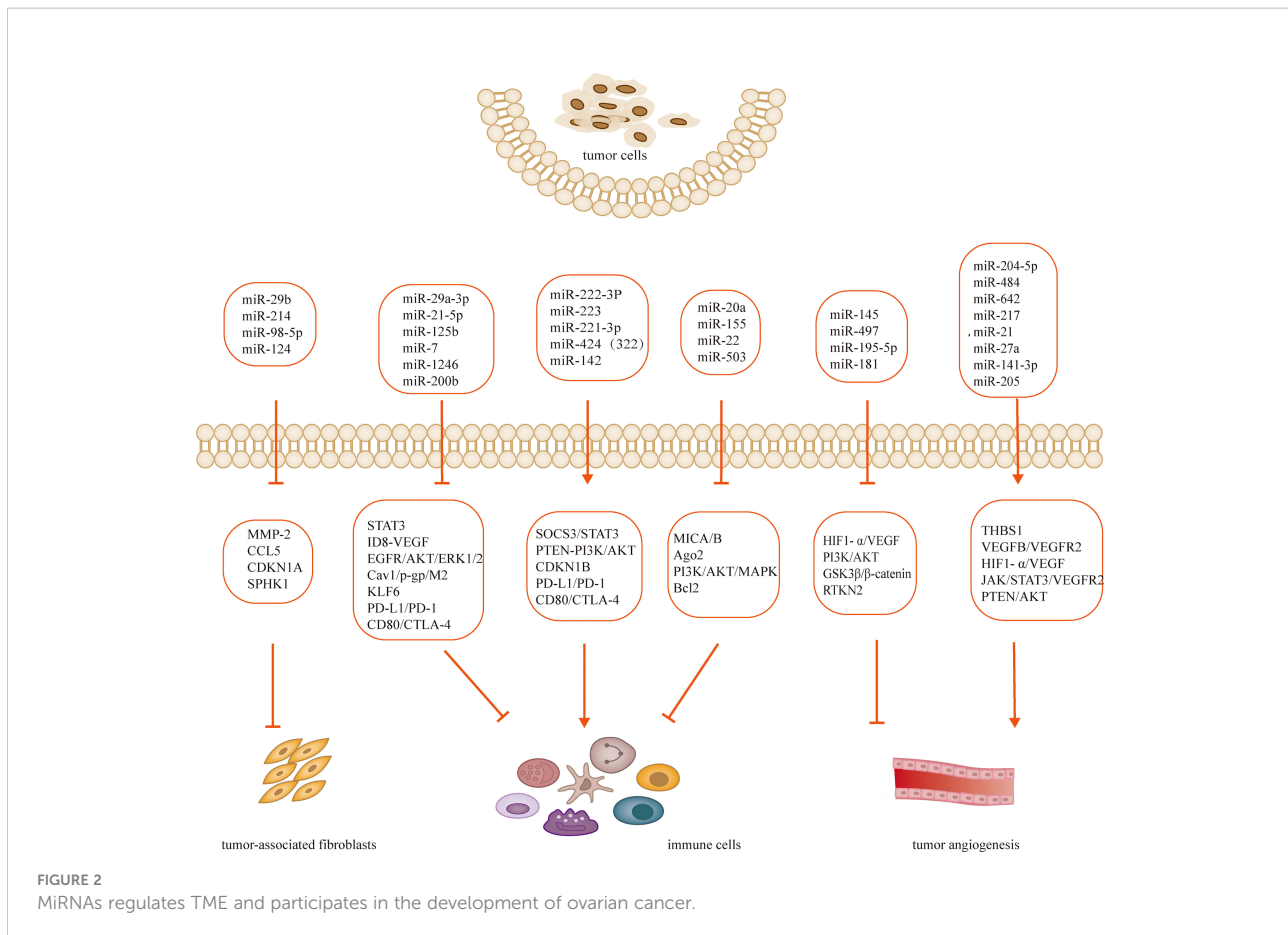 tumor cells
miR-29b
miR-214
miR-98-5p
miR-124
miR-29a-3p
miR-21-5p
miR-125b
miR-7
miR-1246
miR-200b
miR-222-3P
miR-223
miR-221-3p
miR-424（322）
miR-142
miR-20a
miR-155
miR-22
miR-503
miR-145
miR-497
miR-195-5p
miR-181
miR-204-5p
miR-484
miR-642
miR-217
,miR-21
miR-27a
miR-141-3p
miR-205
MMP-2
CCL5
CDKN1A
SPHK1
STAT3
ID8-VEGF
EGFR/AKT/ERK1/2
Cav1/p-gp/M2
KLF6
PD-L1/PD-1
CD80/CTLA-4
SOCS3/STAT3
PTEN-PI3K/AKT
CDKN1B
PD-L1/PD-1
CD80/CTLA-4
MICA/B
Ago2
PI3K/AKT/MAPK
Bcl2
HIF1- α/VEGF
PI3K/AKT
GSK3β/β-catenin
RTKN2
THBS1
VEGFB/VEGFR2
HIF1- α/VEGF
JAK/STAT3/VEGFR2
PTEN/AKT
tumor-associated fibroblasts
immune cells
tumor angiogenesis
FIGURE 2
MiRNAs regulates TME and participates in the development of ovarian cancer.